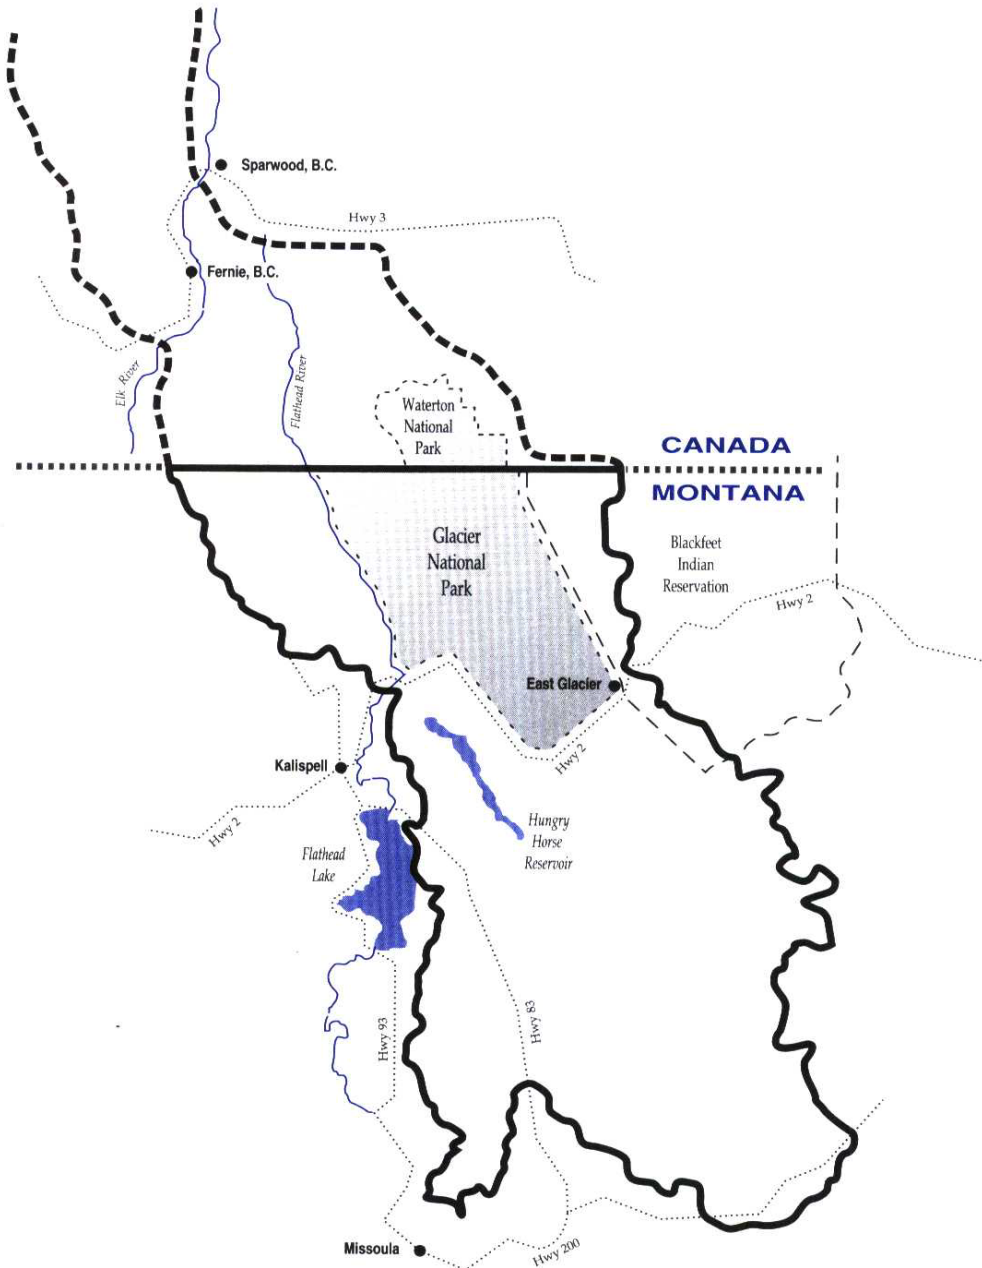 Sparwood, B.C.
Hwy 3
Fernie, B.C.
Elk River
Flathead River
Waterton
National
Park
CANADA
MONTANA
Glacier
National
Park
Blackfeet
Indian
Reservation
Hwy 2
East Glacier
Hwy 2
Kalispell
Hwy 2
Hungry
Horse
Reservoir
Flathead
Lake
Hwy 93
Hwy 83
Missoula
Hwy 200